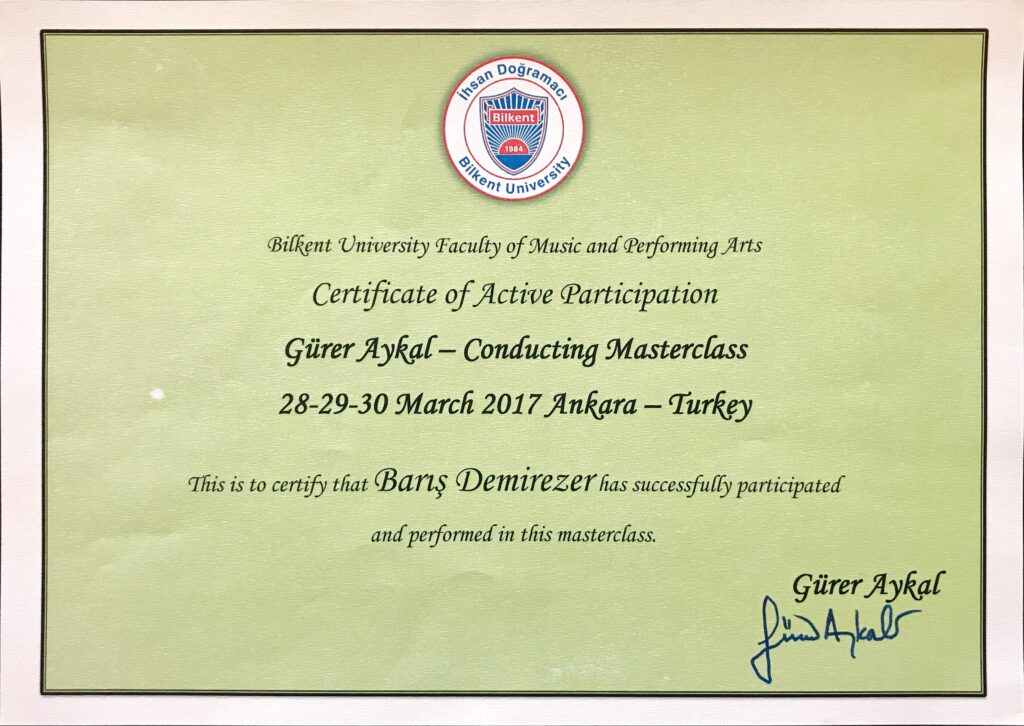 İhsan Doğramacı
Bilkent
1984
Bilkent University
Bilkent University Faculty of Music and Performing Arts
Certificate of Active Participation
Gürer Aykal – Conducting Masterclass
28-29-30 March 2017 Ankara – Turkey
This is to certify that Barış Demirezer has successfully participated
and performed in this masterclass.
Gürer Aykal
Gürer Aykal